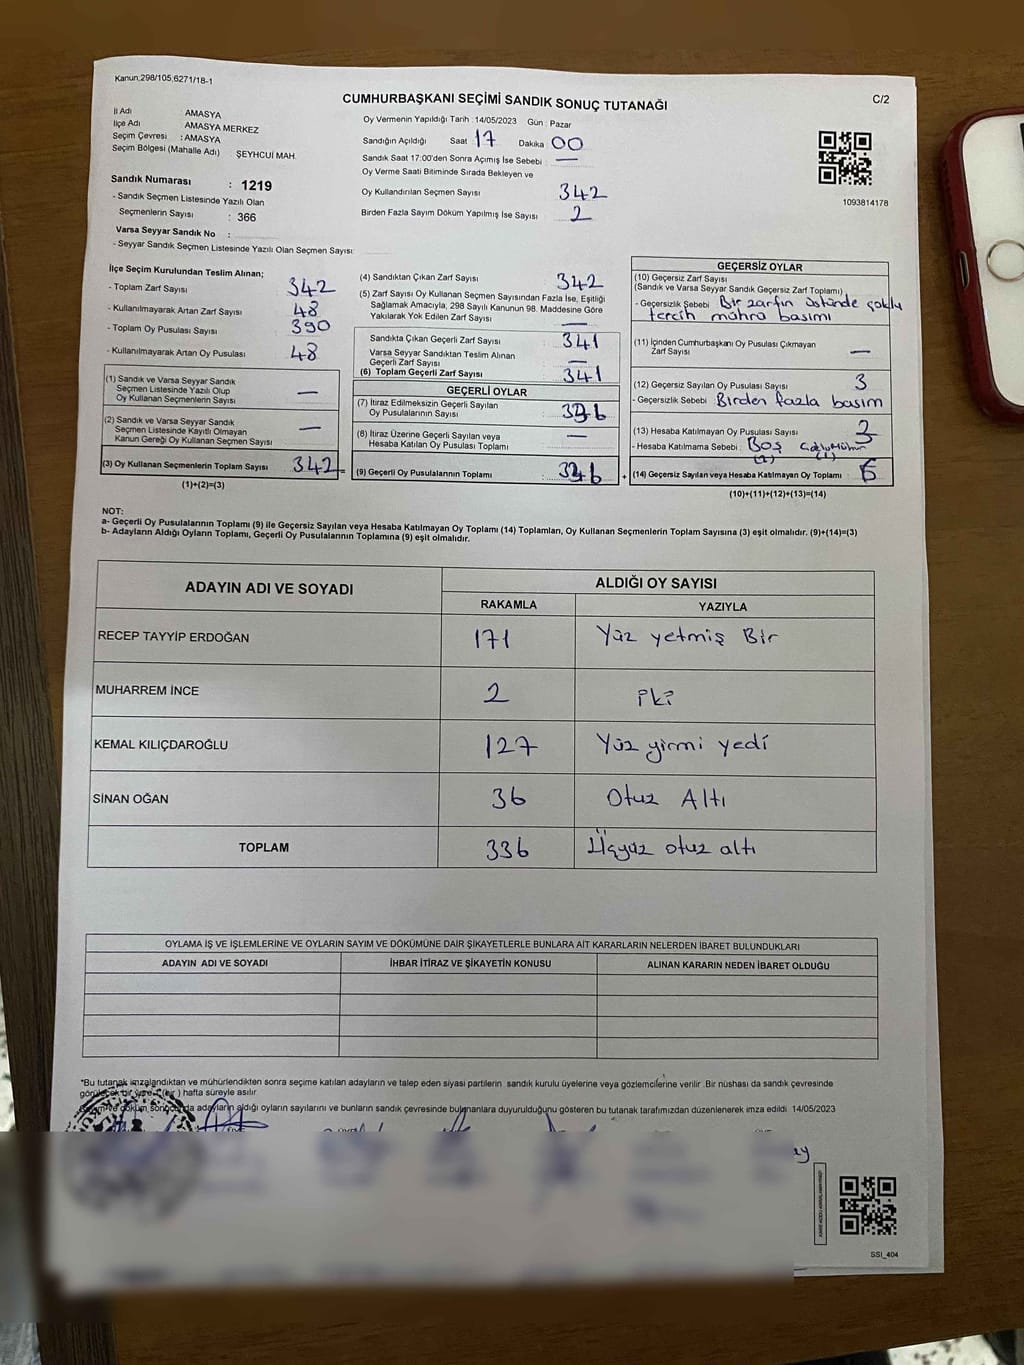 Kanun,298/105,6271/18-1
CUMHURBAŞKANI SEÇİMİ SANDIK SONUÇ TUTANAĞI
C/2
İl Adı AMASYA
İlçe Adı AMASYA MERKEZ
Seçim Çevresi : AMASYA
Seçim Bölgesi (Mahalle Adı) ŞEYHCUİ MAH.
Sandık Numarası : 1219
- Sandık Seçmen Listesinde Yazılı Olan
Seçmenlerin Sayısı : 366
Varsa Seyyar Sandık No :
- Seyyar Sandık Seçmen Listesinde Yazılı Olan Seçmen Sayısı:
Oy Vermenin Yapıldığı Tarih : 14/05/2023 Gün : Pazar
Sandığın Açıldığı Saat 17 Dakika 00
Sandık Saat 17:00'den Sonra Açımış İse Sebebi : —
Oy Verme Saati Bitiminde Sırada Bekleyen ve
Oy Kullandırılan Seçmen Sayısı 342
Birden Fazla Sayım Döküm Yapılmış İse Sayısı 2
1093814178
İlçe Seçim Kurulundan Teslim Alınan;
- Toplam Zarf Sayısı 342
- Kullanılmayarak Artan Zarf Sayısı 48
- Toplam Oy Pusulası Sayısı 390
- Kullanılmayarak Artan Oy Pusulası 48
(1) Sandık ve Varsa Seyyar Sandık
Seçmen Listesinde Yazılı Olup
Oy Kullanan Seçmenlerin Sayısı —
(2) Sandık ve Varsa Seyyar Sandık
Seçmen Listesinde Kayıtlı Olmayan
Kanun Gereği Oy Kullanan Seçmen Sayısı —
(3) Oy Kullanan Seçmenlerin Toplam Sayısı 342
(1)+(2)=(3)
(4) Sandıktan Çıkan Zarf Sayısı 342
(5) Zarf Sayısı Oy Kullanan Seçmen Sayısından Fazla İse, Eşitliği
Sağlamak Amacıyla, 298 Sayılı Kanunun 98. Maddesine Göre
Yakılarak Yok Edilen Zarf Sayısı —
Sandıkta Çıkan Geçerli Zarf Sayısı 341
Varsa Seyyar Sandıktan Teslim Alınan
Geçerli Zarf Sayısı —
(6) Toplam Geçerli Zarf Sayısı 341
GEÇERLİ OYLAR
(7) İtiraz Edilmeksizin Geçerli Sayılan
Oy Pusulalarının Sayısı :
(8) İtiraz Üzerine Geçerli Sayılan veya
Hesaba Katılan Oy Pusulası Toplamı —
(9) Geçerli Oy Pusulalarının Toplamı
GEÇERSİZ OYLAR
(10) Geçersiz Zarf Sayısı
(Sandık ve Varsa Seyyar Sandık Geçersiz Zarf Toplamı)
- Geçersizlik Sebebi Bir zarfın üstünde çoklu
tercih mührü basımı
(11) İçinden Cumhurbaşkanı Oy Pusulası Çıkmayan
Zarf Sayısı —
(12) Geçersiz Sayılan Oy Pusulası Sayısı 3
- Geçersizlik Sebebi Birden fazla basım
(13) Hesaba Katılmayan Oy Pusulası Sayısı 3
- Hesaba Katılmama Sebebi Boş
(2) (1)
+ (14) Geçersiz Sayılan veya Hesaba Katılmayan Oy Toplamı 6
(10)+(11)+(12)+(13)=(14)
NOT:
a- Geçerli Oy Pusulalarının Toplamı (9) ile Geçersiz Sayılan veya Hesaba Katılmayan Oy Toplamı (14) Toplamları, Oy Kullanan Seçmenlerin Toplam Sayısına (3) eşit olmalıdır. (9)+(14)=(3)
b- Adayların Aldığı Oyların Toplamı, Geçerli Oy Pusulalarının Toplamına (9) eşit olmalıdır.
ADAYIN ADI VE SOYADI ALDIĞI OY SAYISI
RAKAMLA YAZIYLA
RECEP TAYYİP ERDOĞAN 171 Yüz yetmiş Bir
MUHARREM İNCE 2 iki
KEMAL KILIÇDAROĞLU 127 Yüz yirmi yedi
SİNAN OĞAN 36 Otuz Altı
TOPLAM 336 Üçyüz otuz altı
OYLAMA İŞ VE İŞLEMLERİNE VE OYLARIN SAYIM VE DÖKÜMÜNE DAİR ŞİKAYETLERLE BUNLARA AİT KARARLARIN NELERDEN İBARET BULUNDUKLARI
ADAYIN ADI VE SOYADI İHBAR İTİRAZ VE ŞİKAYETİN KONUSU ALINAN KARARIN NEDEN İBARET OLDUĞU
*Bu tutanak imzalandıktan ve mühürlendikten sonra seçime katılan adayların ve talep eden siyasi partilerin sandık kurulu üyelerine veya gözlemcilerine verilir .Bir nüshası da sandık çevresinde
hafta süreyle asılır.
adayların aldığı oyların sayılarını ve bunların sandık çevresinde bulunanlara duyurulduğunu gösteren bu tutanak tarafımızdan düzenlenerek imza edildi 14/05/2023
SSI_404